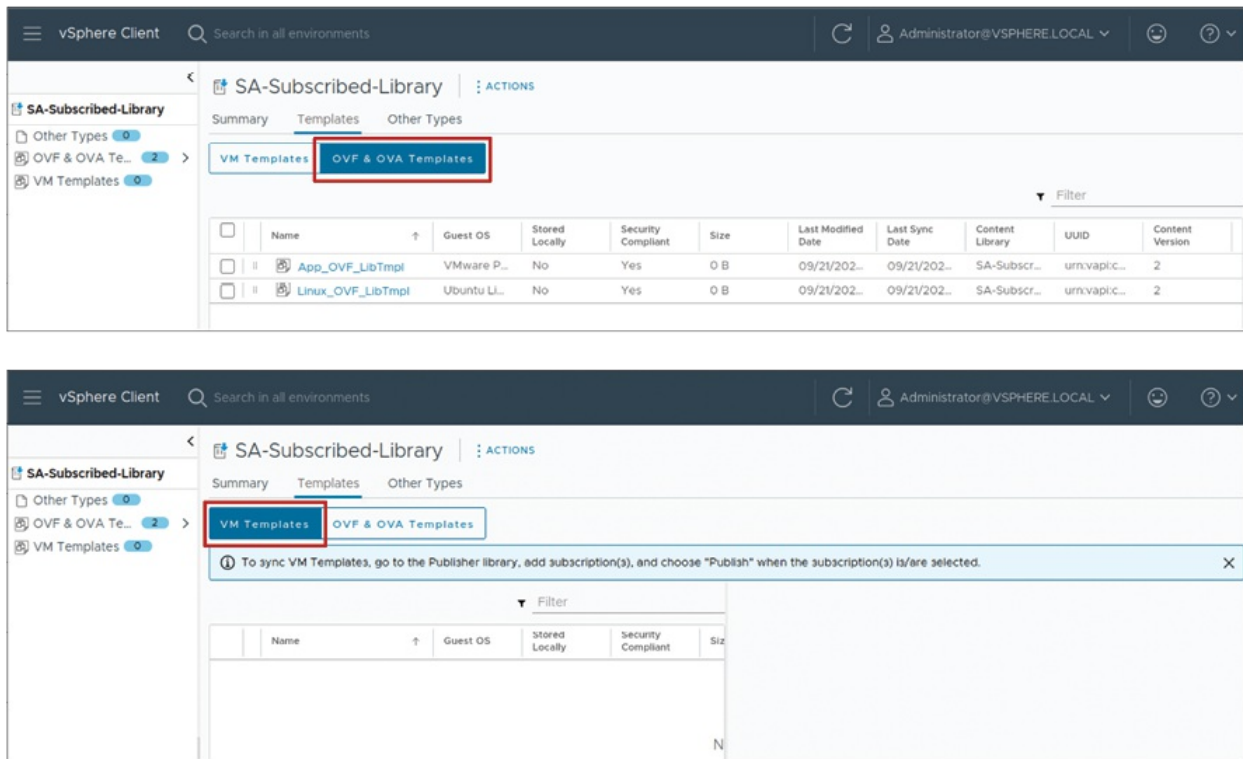 vSphere Client Search in all environments Administrator@VSPHERE.LOCAL
SA-Subscribed-Library ACTIONS
SA-Subscribed-Library
Summary Templates Other Types
Other Types 0
OVF & OVA Te... 2
VM Templates 0
VM Templates OVF & OVA Templates
Filter
Name Guest OS Stored Locally Security Compliant Size Last Modified Date Last Sync Date Content Library UUID Content Version
App_OVF_LibTmpl VMware P... No Yes 0 B 09/21/202... 09/21/202... SA-Subscr... urn:vapi:c... 2
Linux_OVF_LibTmpl Ubuntu Li... No Yes 0 B 09/21/202... 09/21/202... SA-Subscr... urn:vapi:c... 2
vSphere Client Search in all environments Administrator@VSPHERE.LOCAL
SA-Subscribed-Library ACTIONS
SA-Subscribed-Library
Summary Templates Other Types
Other Types 0
OVF & OVA Te... 2
VM Templates 0
VM Templates OVF & OVA Templates
To sync VM Templates, go to the Publisher library, add subscription(s), and choose "Publish" when the subscription(s) is/are selected.
Filter
Name Guest OS Stored Locally Security Compliant Siz
N